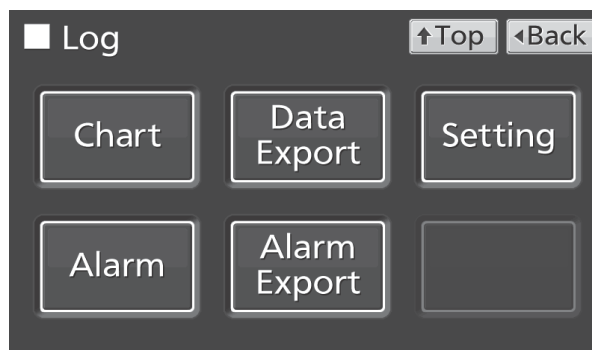 Log
Top
Back
Chart
Data
Export
Setting
Alarm
Alarm
Export